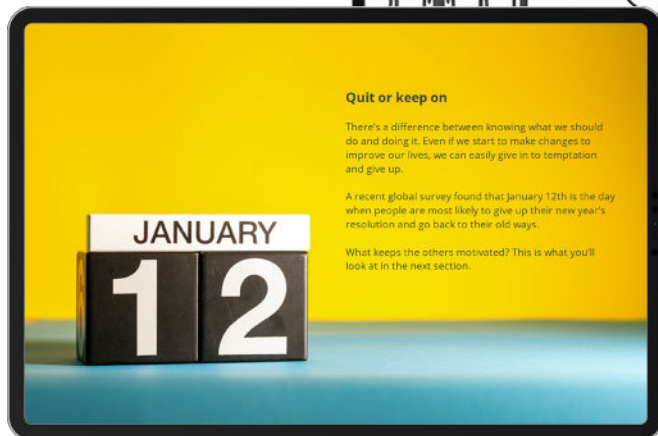 Quit or keep on
There's a difference between knowing what we should
do and doing it. Even if we start to make changes to
improve our lives, we can easily give in to temptation
and give up.
A recent global survey found that January 12th is the day
when people are most likely to give up their new year's
resolution and go back to their old ways.
What keeps the others motivated? This is what you'll
look at in the next section.
JANUARY
12